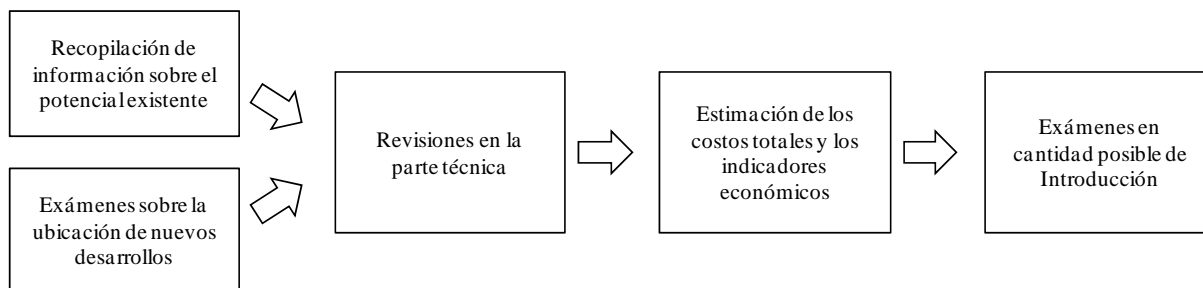 Recopilación de
información sobre el
potencial existente
Exámenes sobre la
ubicación de nuevos
desarrollos
Revisiones en la
parte técnica
Estimación de los
costos totales y los
indicadores
económicos
Exámenes en
cantidad posible de
Introducción